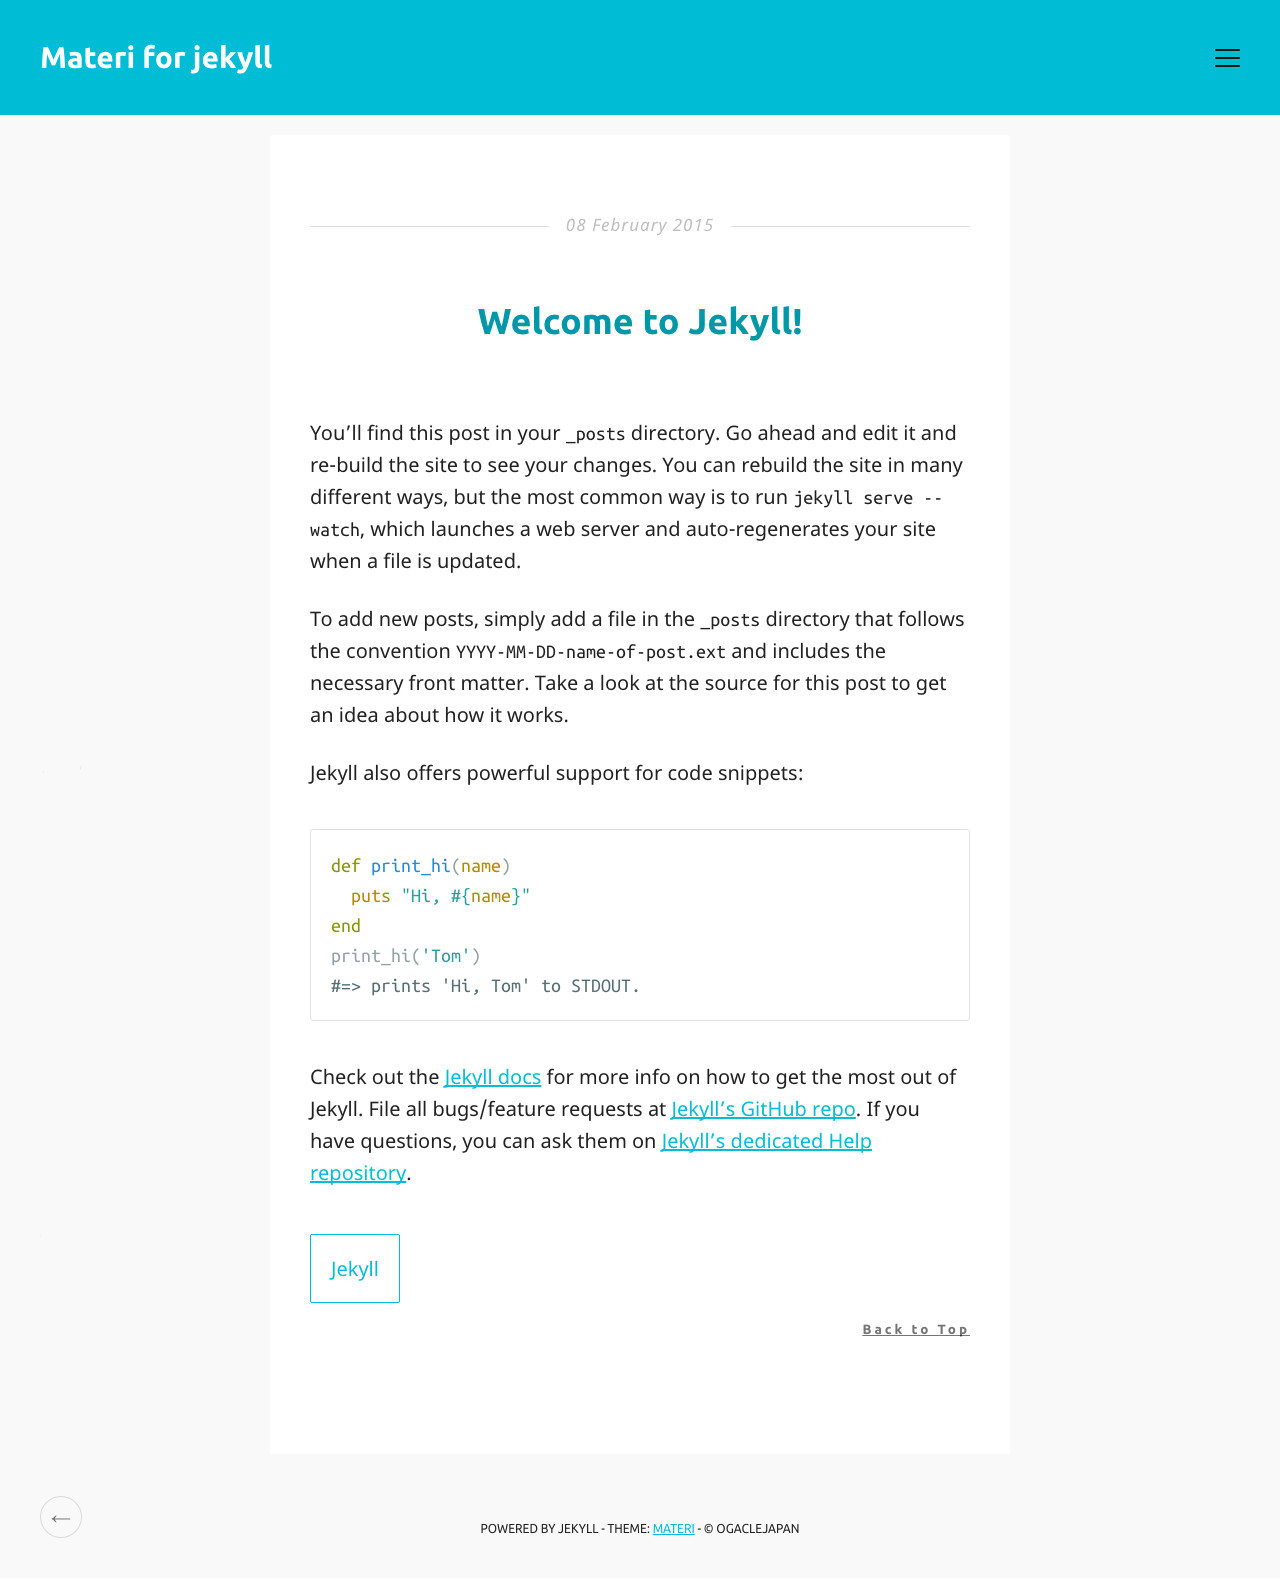 Materi for jekyll
08 February 2015
Welcome to Jekyll!
You’ll find this post in your _posts directory. Go ahead and edit it and
re-build the site to see your changes. You can rebuild the site in many
different ways, but the most common way is to run jekyll serve --
watch, which launches a web server and auto-regenerates your site
when a file is updated.
To add new posts, simply add a file in the _posts directory that follows
the convention YYYY-MM-DD-name-of-post.ext and includes the
necessary front matter. Take a look at the source for this post to get
an idea about how it works.
Jekyll also offers powerful support for code snippets:
def print_hi(name)
  puts "Hi, #{name}"
end
print_hi('Tom')
#=> prints 'Hi, Tom' to STDOUT.
Check out the Jekyll docs for more info on how to get the most out of
Jekyll. File all bugs/feature requests at Jekyll’s GitHub repo. If you
have questions, you can ask them on Jekyll’s dedicated Help
repository.
Jekyll
Back to Top
←
POWERED BY JEKYLL - THEME: MATERI - © OGACLEJAPAN